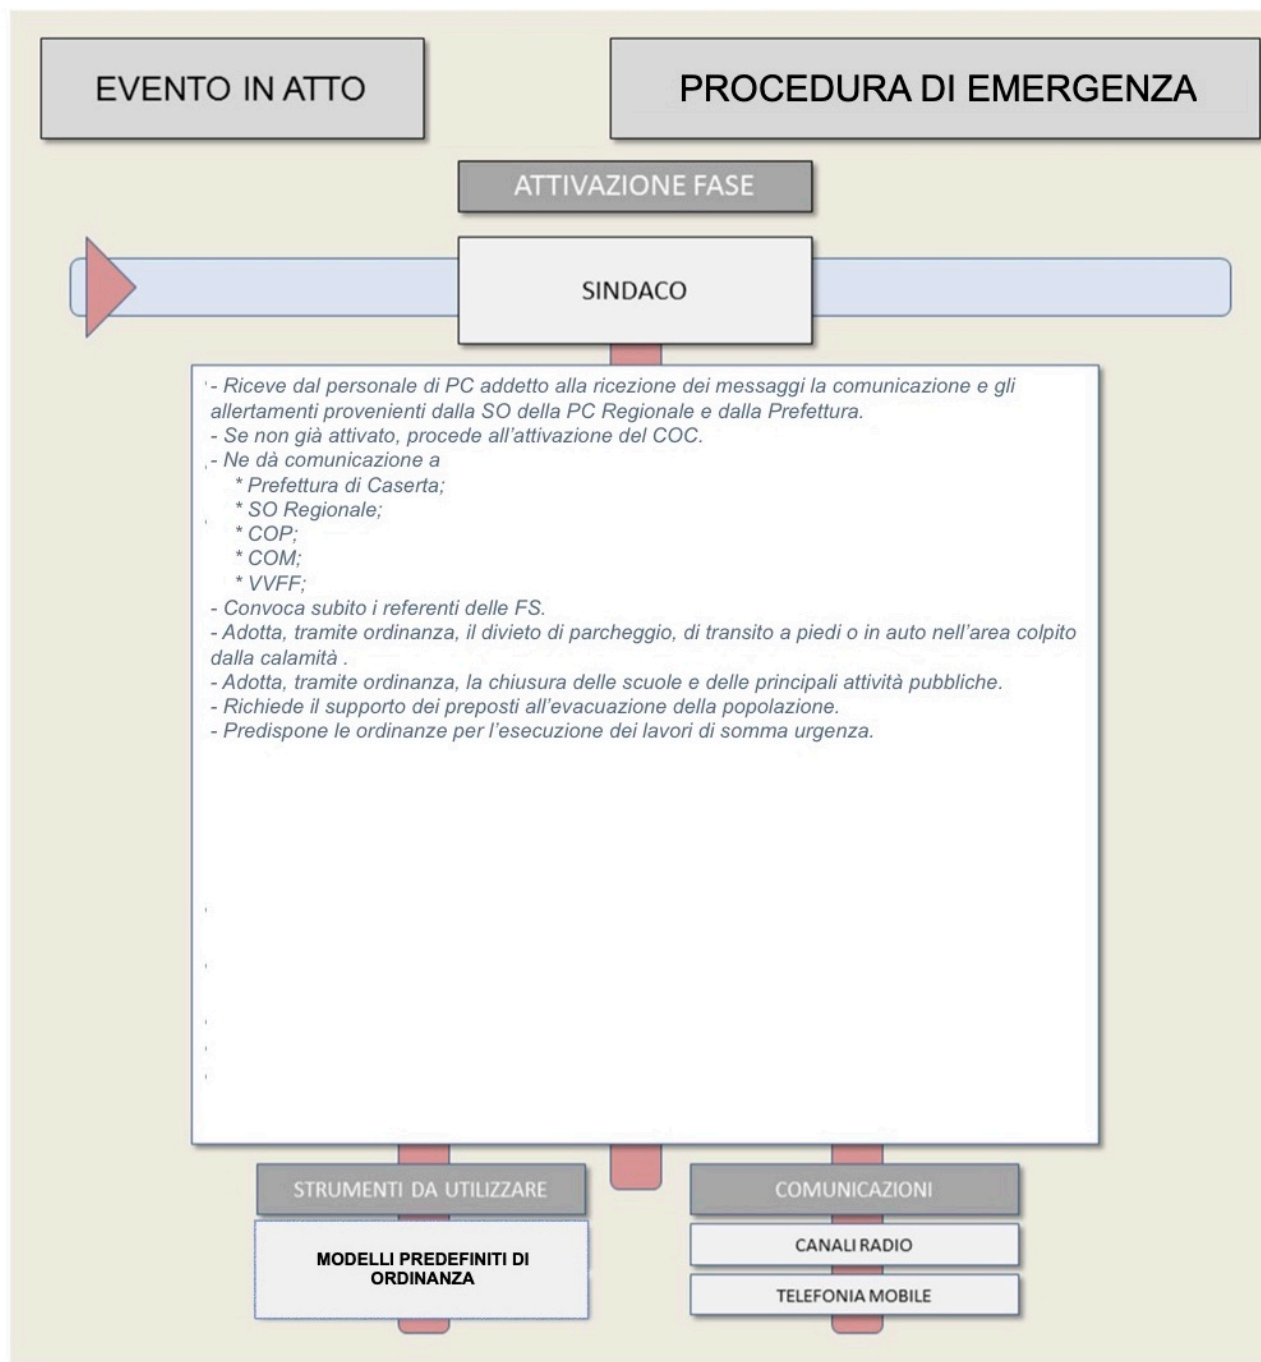 EVENTO IN ATTO
PROCEDURA DI EMERGENZA
ATTIVAZIONE FASE
SINDACO
- Riceve dal personale di PC addetto alla ricezione dei messaggi la comunicazione e gli
allertamenti provenienti dalla SO della PC Regionale e dalla Prefettura.
- Se non già attivato, procede all'attivazione del COC.
- Ne dà comunicazione a
* Prefettura di Caserta;
* SO Regionale;
* COP;
* COM;
* VVFF;
- Convoca subito i referenti delle FS.
- Adotta, tramite ordinanza, il divieto di parcheggio, di transito a piedi o in auto nell'area colpito
dalla calamità .
- Adotta, tramite ordinanza, la chiusura delle scuole e delle principali attività pubbliche.
- Richiede il supporto dei preposti all'evacuazione della popolazione.
- Predispone le ordinanze per l'esecuzione dei lavori di somma urgenza.
STRUMENTI DA UTILIZZARE
MODELLI PREDEFINITI DI
ORDINANZA
COMUNICAZIONI
CANALI RADIO
TELEFONIA MOBILE